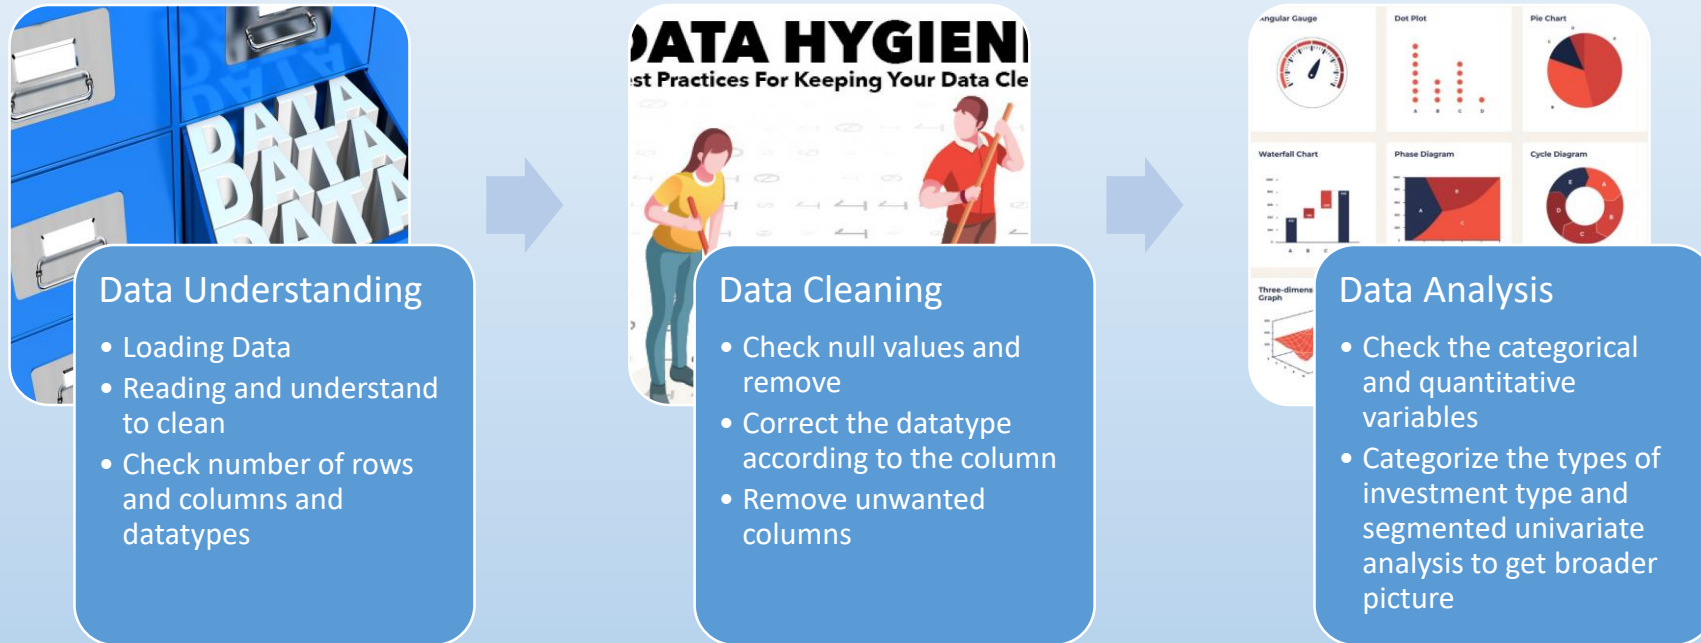 DATA
DATA
DATA
Data Understanding
• Loading Data
• Reading and understand
to clean
• Check number of rows
and columns and
datatypes
DATA HYGIEN
st Practices For Keeping Your Data Cle
Data Cleaning
• Check null values and
remove
• Correct the datatype
according to the column
• Remove unwanted
columns
Angular Gauge
Dot Plot
Pie Chart
A B C D
Waterfall Chart
Phase Diagram
Cycle Diagram
A B C
A
B
C
E
A
D
B
C
Three-dimens
Graph
Data Analysis
• Check the categorical
and quantitative
variables
• Categorize the types of
investment type and
segmented univariate
analysis to get broader
picture